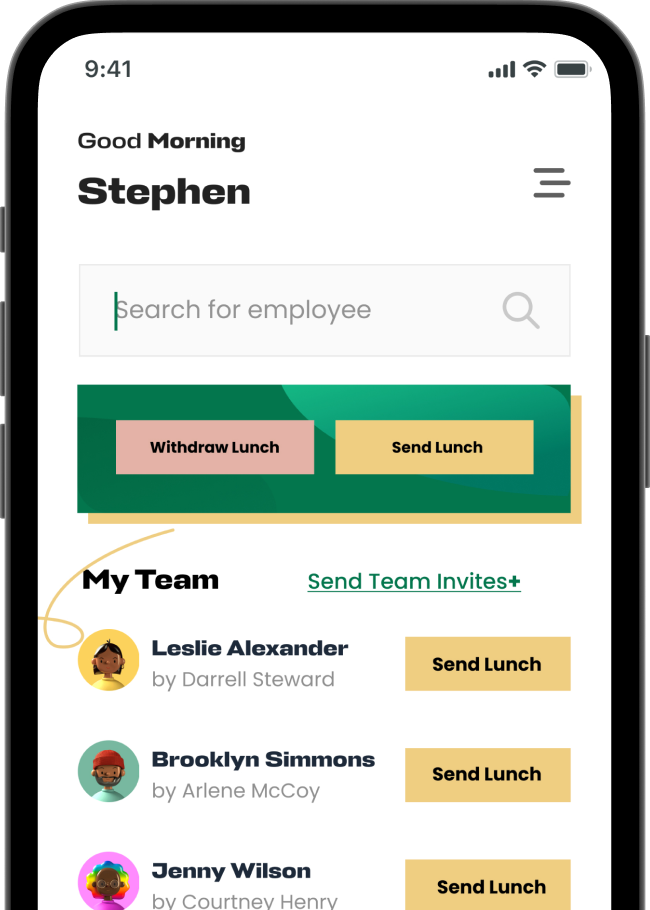 9:41
Good Morning
Stephen
Search for employee
Withdraw Lunch Send Lunch
My Team Send Team Invites+
Leslie Alexander
by Darrell Steward
Send Lunch
Brooklyn Simmons
by Arlene McCoy
Send Lunch
Jenny Wilson
by Courtney Henry
Send Lunch